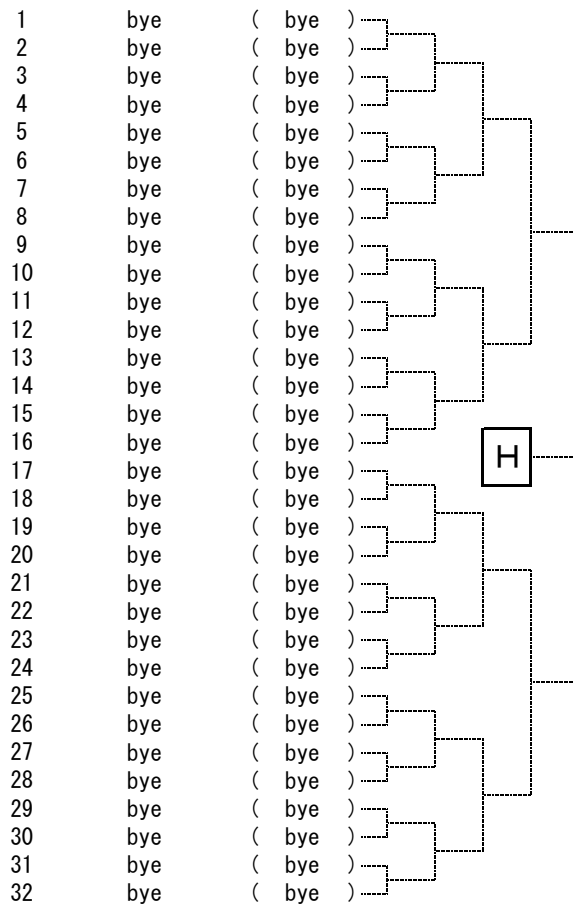 1 bye ( bye )
2 bye ( bye )
3 bye ( bye )
4 bye ( bye )
5 bye ( bye )
6 bye ( bye )
7 bye ( bye )
8 bye ( bye )
9 bye ( bye )
10 bye ( bye )
11 bye ( bye )
12 bye ( bye )
13 bye ( bye )
14 bye ( bye )
15 bye ( bye )
16 bye ( bye )
H
17 bye ( bye )
18 bye ( bye )
19 bye ( bye )
20 bye ( bye )
21 bye ( bye )
22 bye ( bye )
23 bye ( bye )
24 bye ( bye )
25 bye ( bye )
26 bye ( bye )
27 bye ( bye )
28 bye ( bye )
29 bye ( bye )
30 bye ( bye )
31 bye ( bye )
32 bye ( bye )